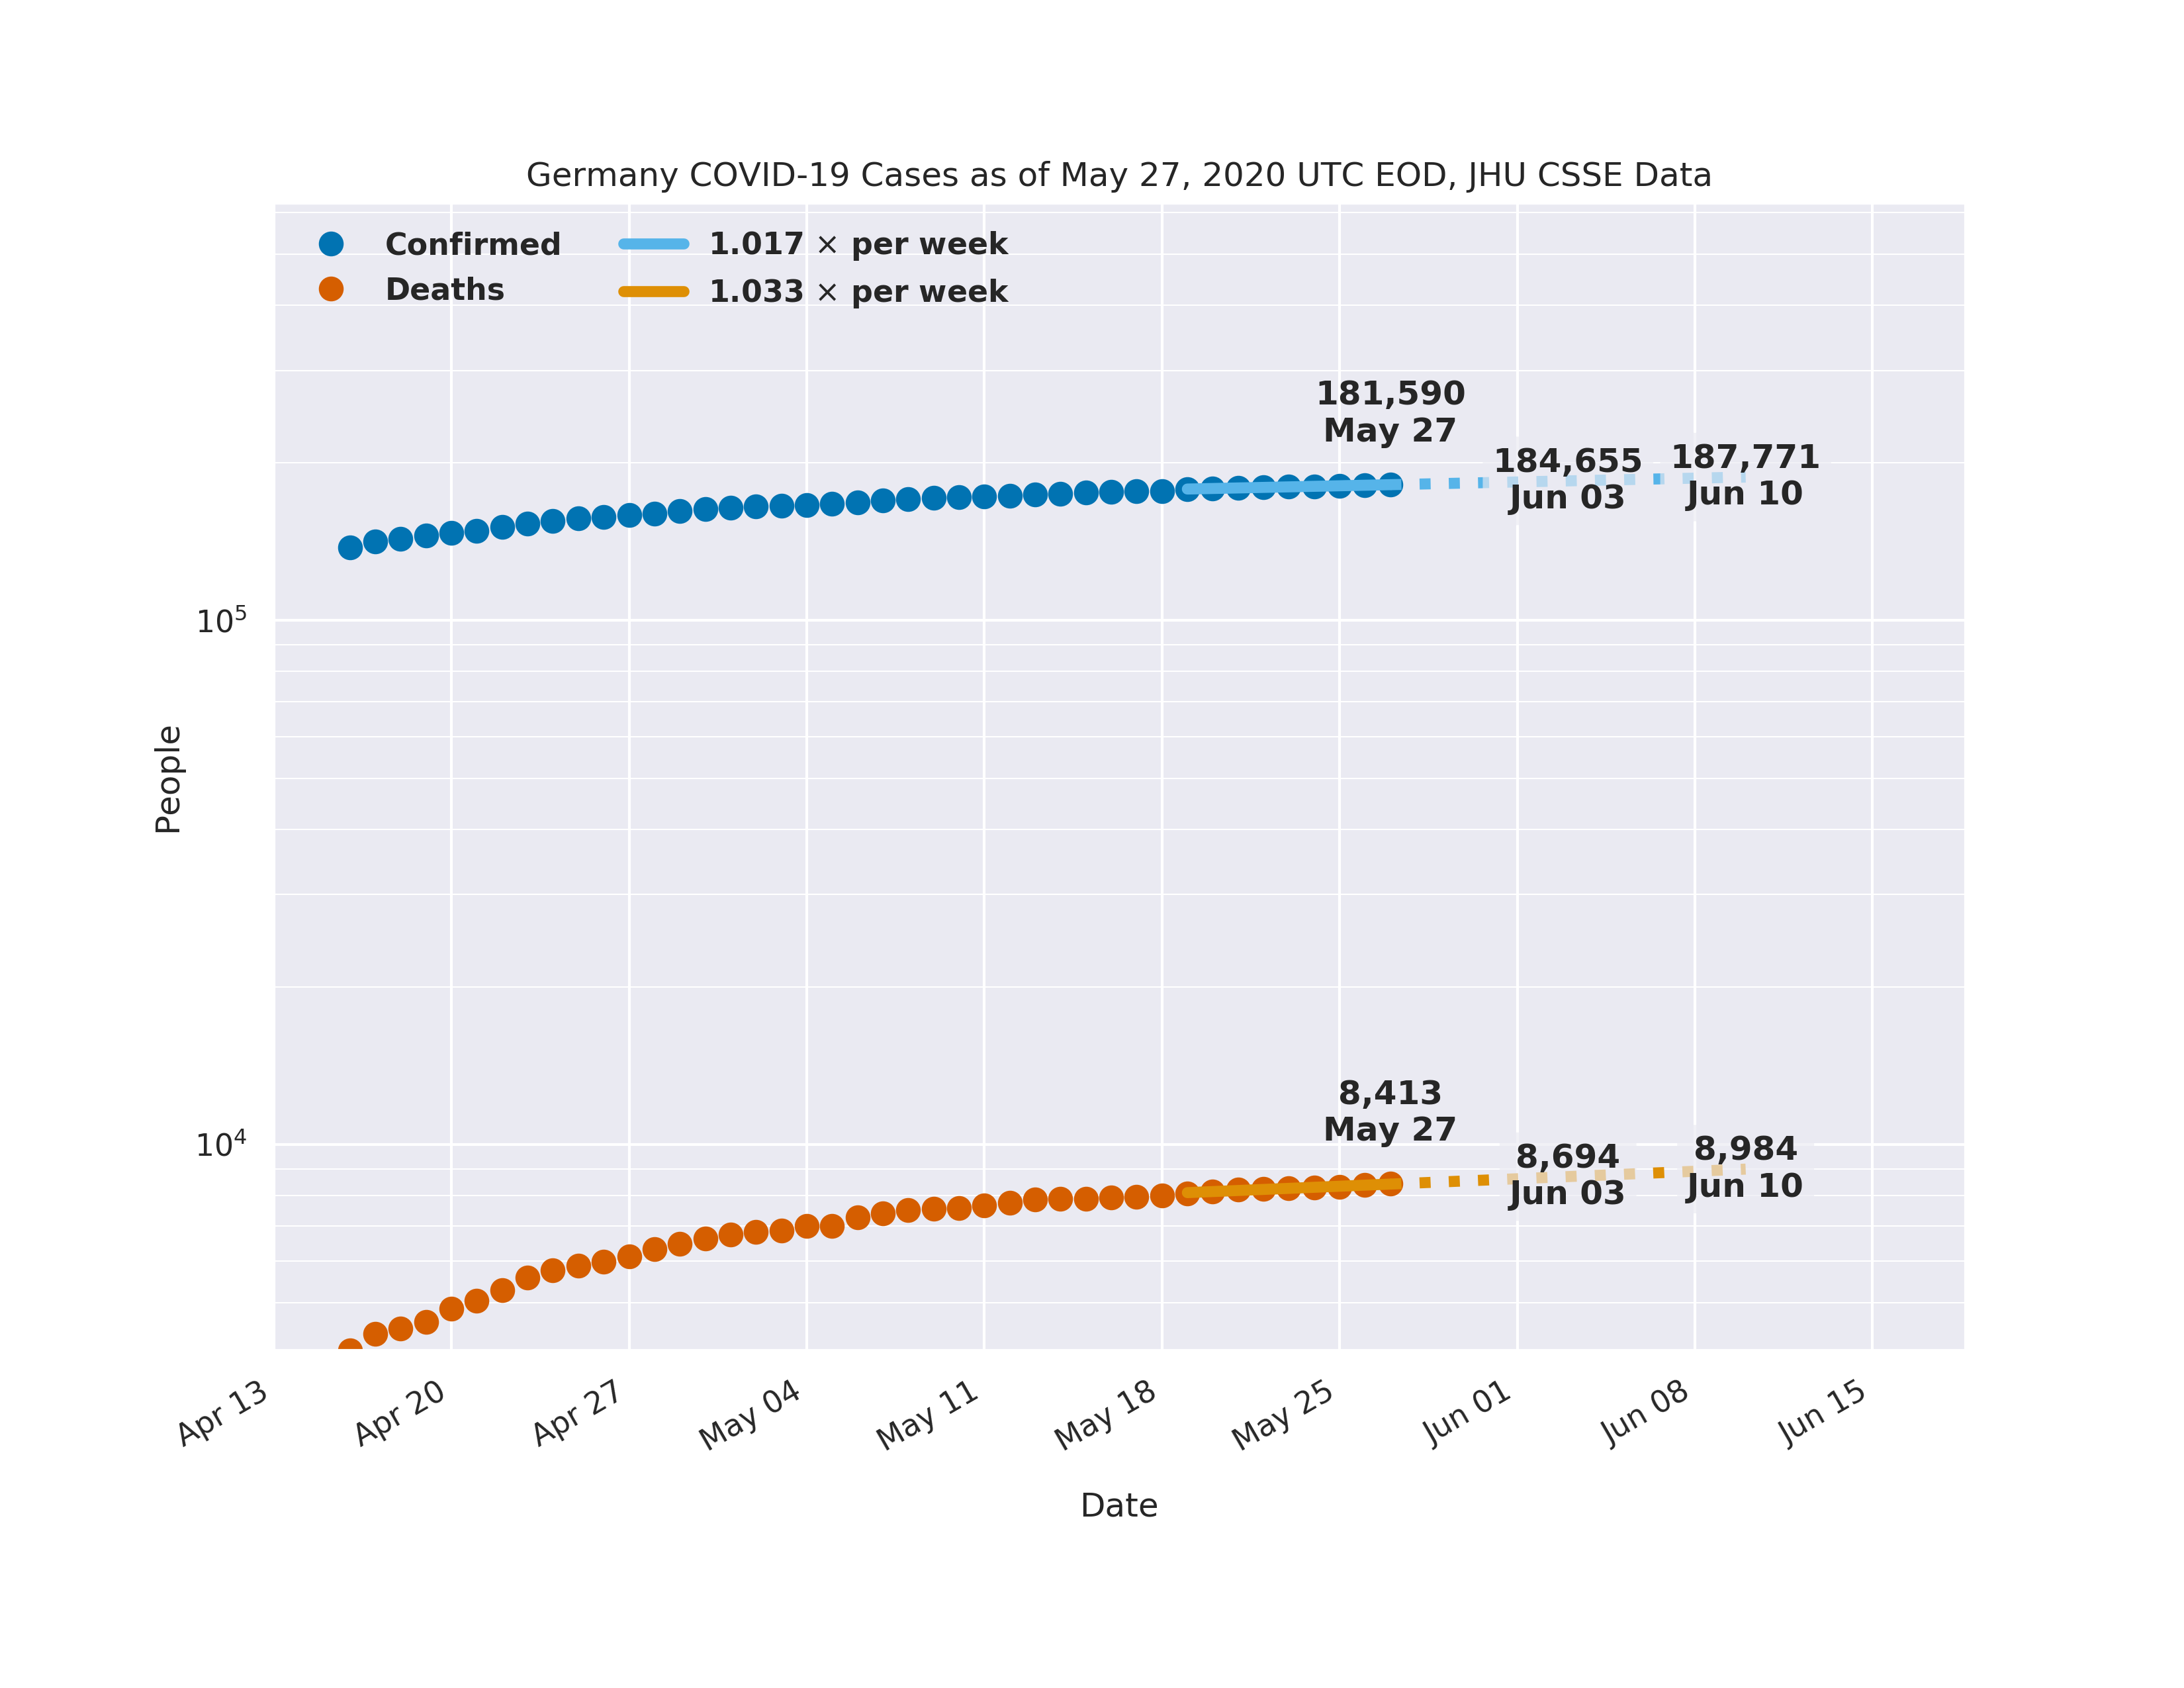 Germany COVID-19 Cases as of May 27, 2020 UTC EOD, JHU CSSE Data
Confirmed
Deaths
1.017 × per week
1.033 × per week
181,590
May 27
184,655
Jun 03
187,771
Jun 10
10⁵
People
8,413
May 27
10⁴
8,694
Jun 03
8,984
Jun 10
Apr 13
Apr 20
Apr 27
May 04
May 11
May 18
May 25
Jun 01
Jun 08
Jun 15
Date